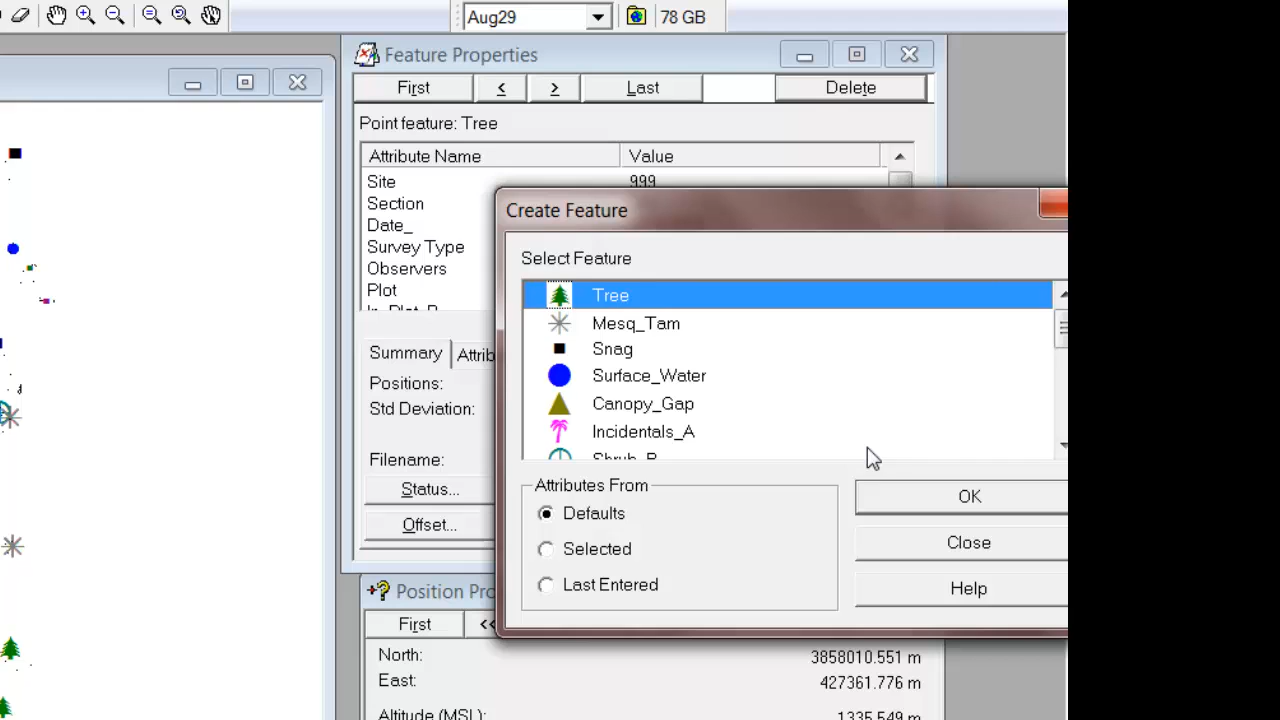 Aug29
78 GB
Feature Properties
First < > Last Delete
Point feature: Tree
Attribute Name Value
Site 999
Section
Date_
Survey Type
Observers
Plot
Create Feature
Select Feature
Tree
Mesq_Tam
Snag
Surface_Water
Canopy_Gap
Incidentals_A
Summary Attrib
Positions:
Std Deviation:
Filename:
Status...
Offset...
Attributes From
Defaults
Selected
Last Entered
OK
Close
Help
Position Pro
First <<
North: 3858010.551 m
East: 427361.776 m
Altitude (MSL): 1335.549 m